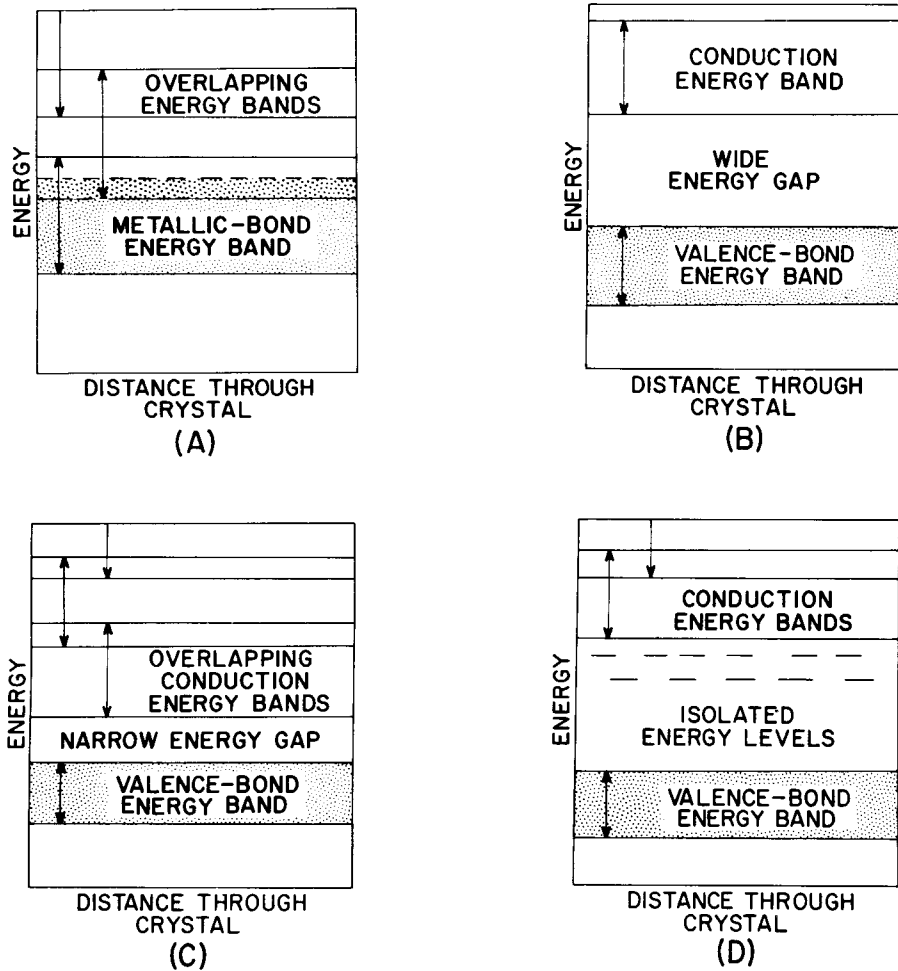 ENERGY
OVERLAPPING
ENERGY BANDS
METALLIC-BOND
ENERGY BAND
DISTANCE THROUGH
CRYSTAL
(A)
ENERGY
CONDUCTION
ENERGY BAND
WIDE
ENERGY GAP
VALENCE-BOND
ENERGY BAND
DISTANCE THROUGH
CRYSTAL
(B)
ENERGY
OVERLAPPING
CONDUCTION
ENERGY BANDS
NARROW ENERGY GAP
VALENCE-BOND
ENERGY BAND
DISTANCE THROUGH
CRYSTAL
(C)
ENERGY
CONDUCTION
ENERGY BANDS
ISOLATED
ENERGY LEVELS
VALENCE-BOND
ENERGY BAND
DISTANCE THROUGH
CRYSTAL
(D)